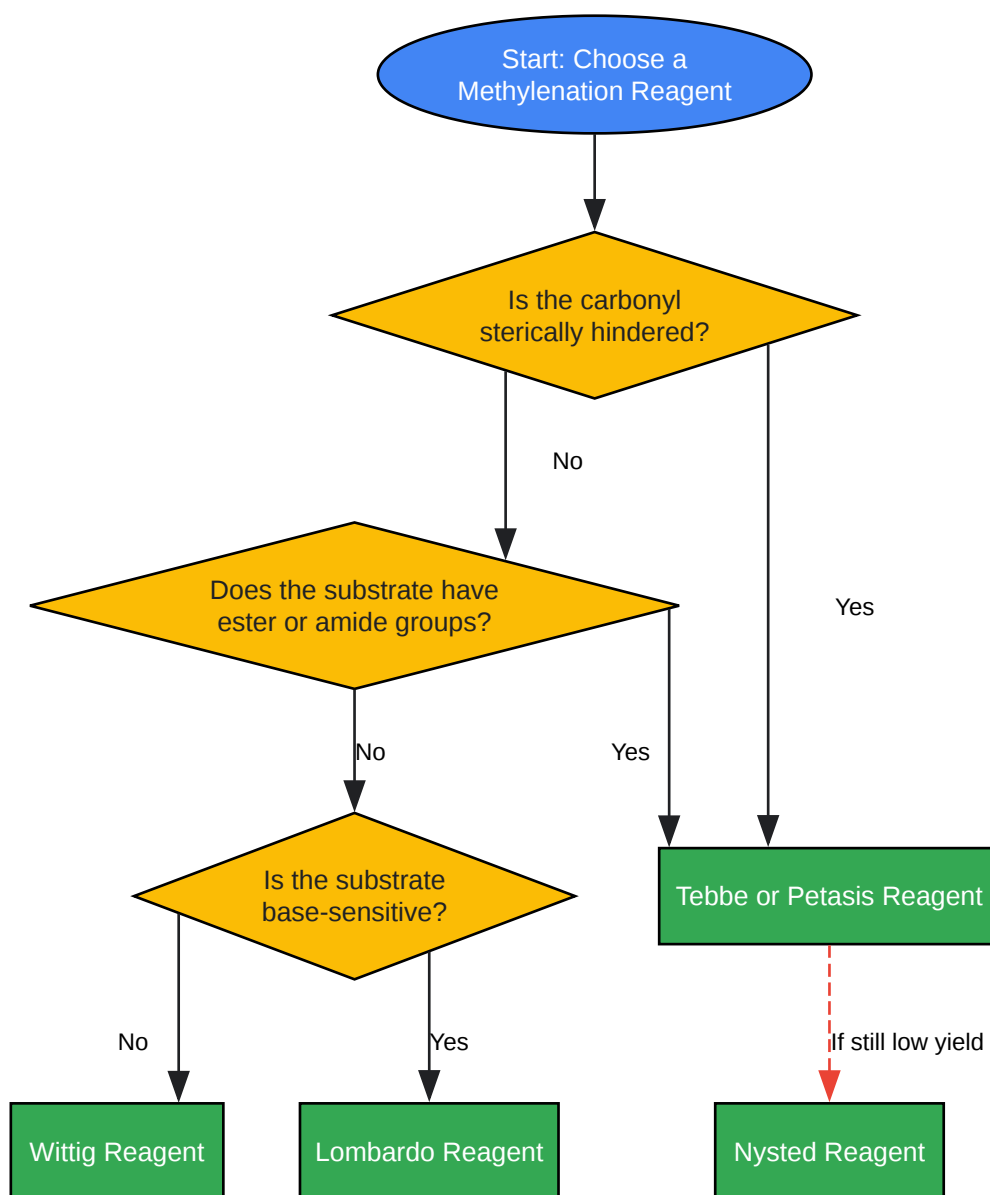 Start: Choose a
Methylenation Reagent
Is the carbonyl
sterically hindered?
No
Yes
Does the substrate have
ester or amide groups?
No
Yes
Is the substrate
base-sensitive?
Tebbe or Petasis Reagent
No
Yes
If still low yield
Wittig Reagent
Lombardo Reagent
Nysted Reagent